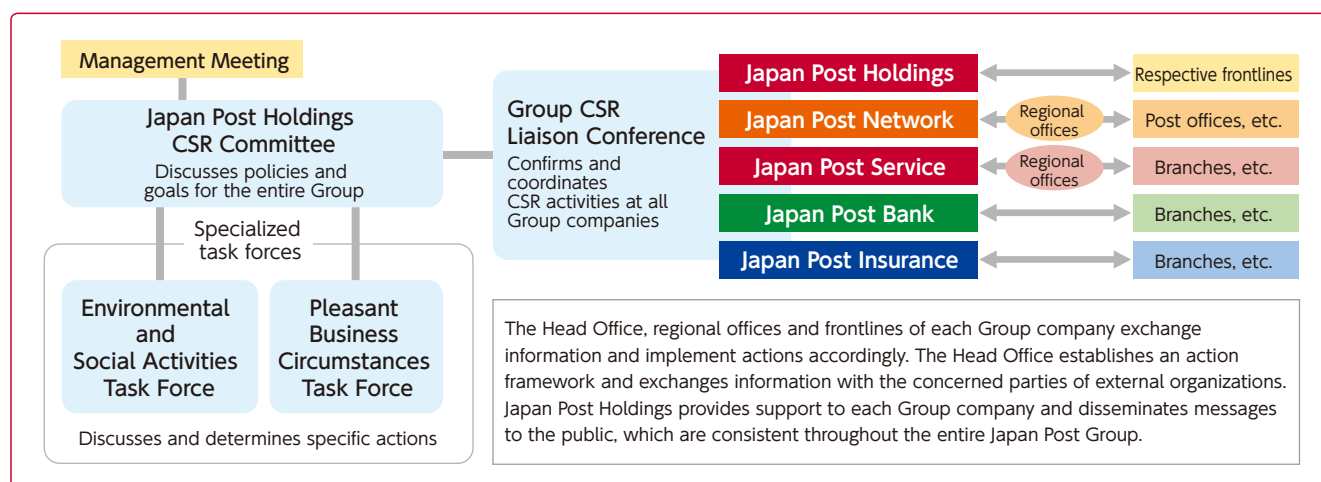 Management Meeting
Japan Post Holdings
CSR Committee
Discusses policies and
goals for the entire Group
Specialized
task forces
Environmental
and
Social Activities
Task Force
Pleasant
Business
Circumstances
Task Force
Discusses and determines specific actions
Group CSR
Liaison Conference
Confirms and
coordinates
CSR activities at all
Group companies
Japan Post Holdings
Respective frontlines
Japan Post Network
Regional
offices
Post offices, etc.
Japan Post Service
Regional
offices
Branches, etc.
Japan Post Bank
Branches, etc.
Japan Post Insurance
Branches, etc.
The Head Office, regional offices and frontlines of each Group company exchange
information and implement actions accordingly. The Head Office establishes an action
framework and exchanges information with the concerned parties of external organizations.
Japan Post Holdings provides support to each Group company and disseminates messages
to the public, which are consistent throughout the entire Japan Post Group.